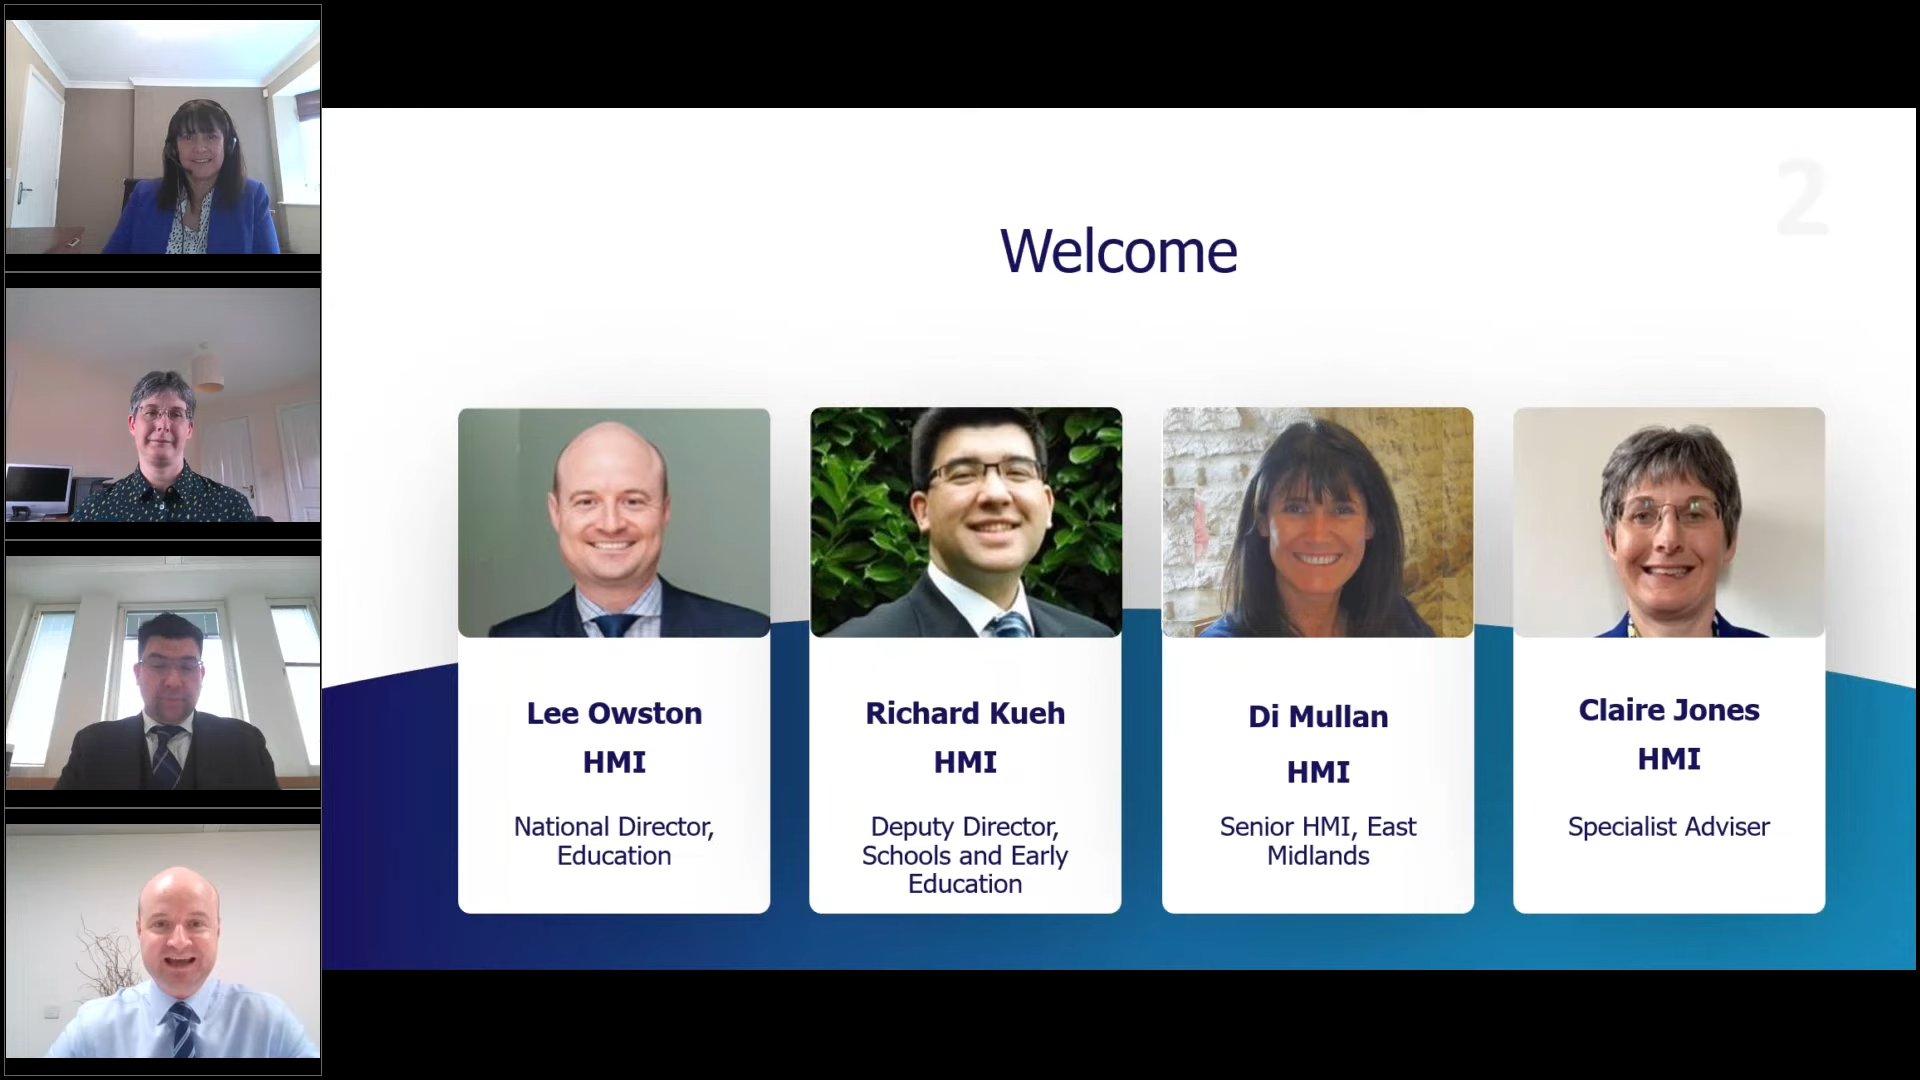 2
Welcome
Lee Owston
HMI
National Director,
Education
Richard Kueh
HMI
Deputy Director,
Schools and Early
Education
Di Mullan
HMI
Senior HMI, East
Midlands
Claire Jones
HMI
Specialist Adviser